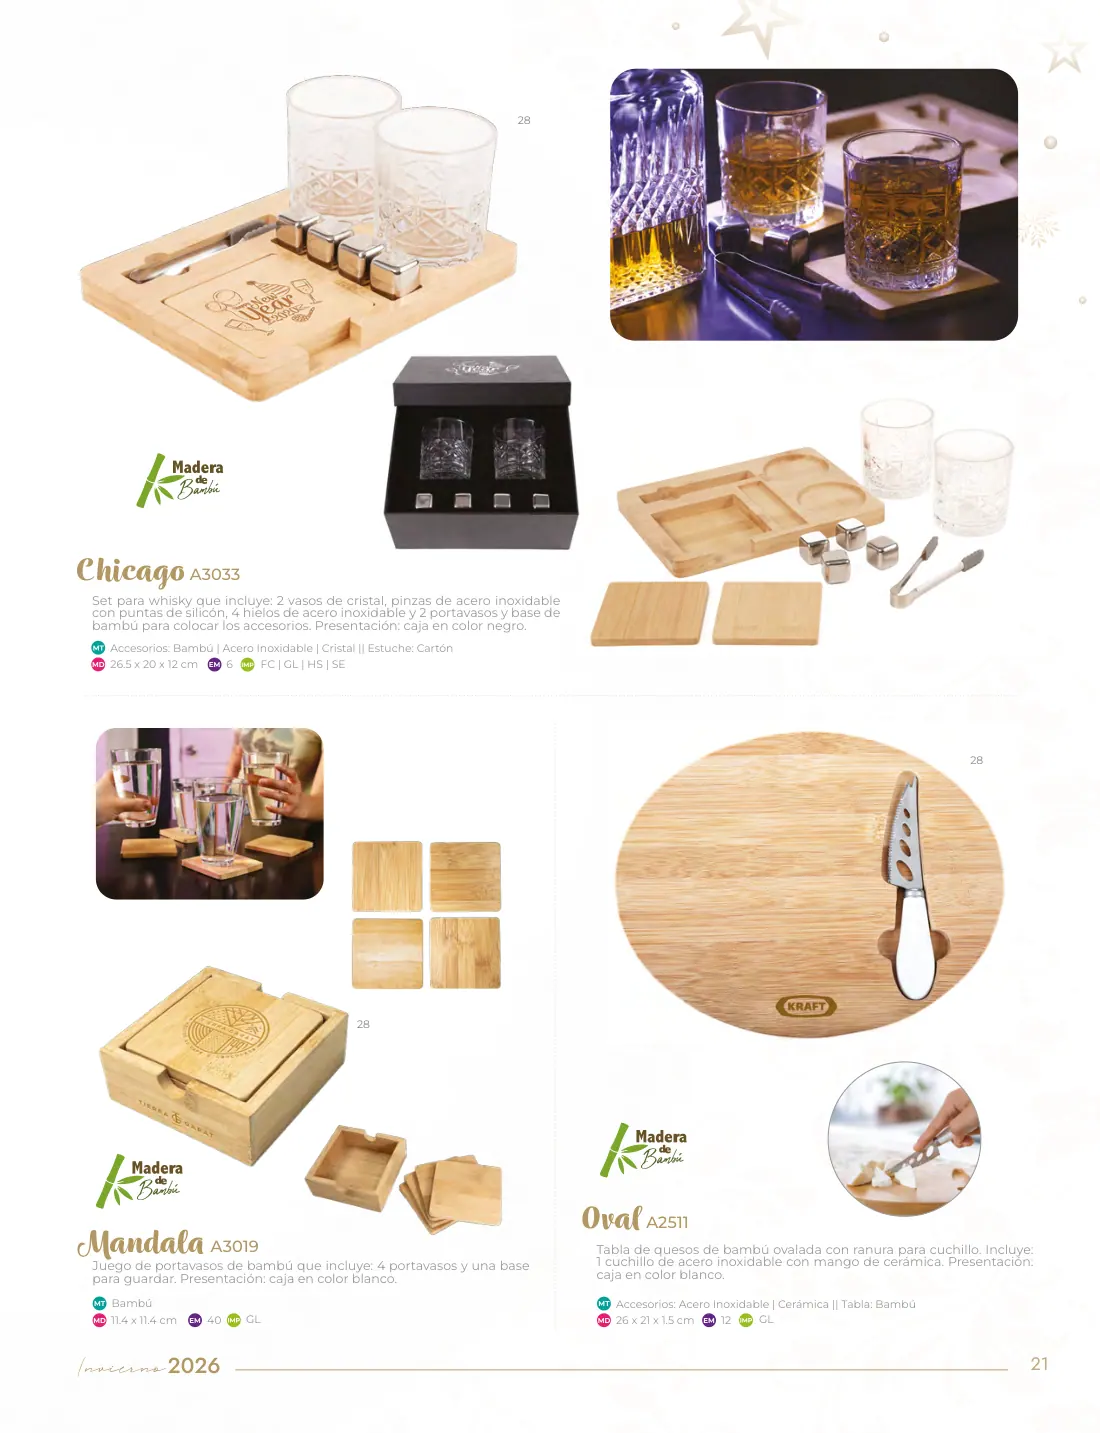 28
New
Year
Madera
de
Bambú
Chicago A3033
Set para whisky que incluye: 2 vasos de cristal, pinzas de acero inoxidable
con puntas de silicón, 4 hielos de acero inoxidable y 2 portavasos y base de
bambú para colocar los accesorios. Presentación: caja en color negro.
MT Accesorios: Bambú | Acero Inoxidable | Cristal || Estuche: Cartón
MD 26.5 x 20 x 12 cm EM 6 IMP FC | GL | HS | SE
28
TIERRA GARAT
Madera
de
Bambú
Mandala A3019
Juego de portavasos de bambú que incluye: 4 portavasos y una base
para guardar. Presentación: caja en color blanco.
MT Bambú
MD 11.4 x 11.4 cm EM 40 IMP GL
28
KRAFT
Madera
de
Bambú
Oval A2511
Tabla de quesos de bambú ovalada con ranura para cuchillo. Incluye:
1 cuchillo de acero inoxidable con mango de cerámica. Presentación:
caja en color blanco.
MT Accesorios: Acero Inoxidable | Cerámica || Tabla: Bambú
MD 26 x 21 x 1.5 cm EM 12 IMP GL
Invierno 2026
21